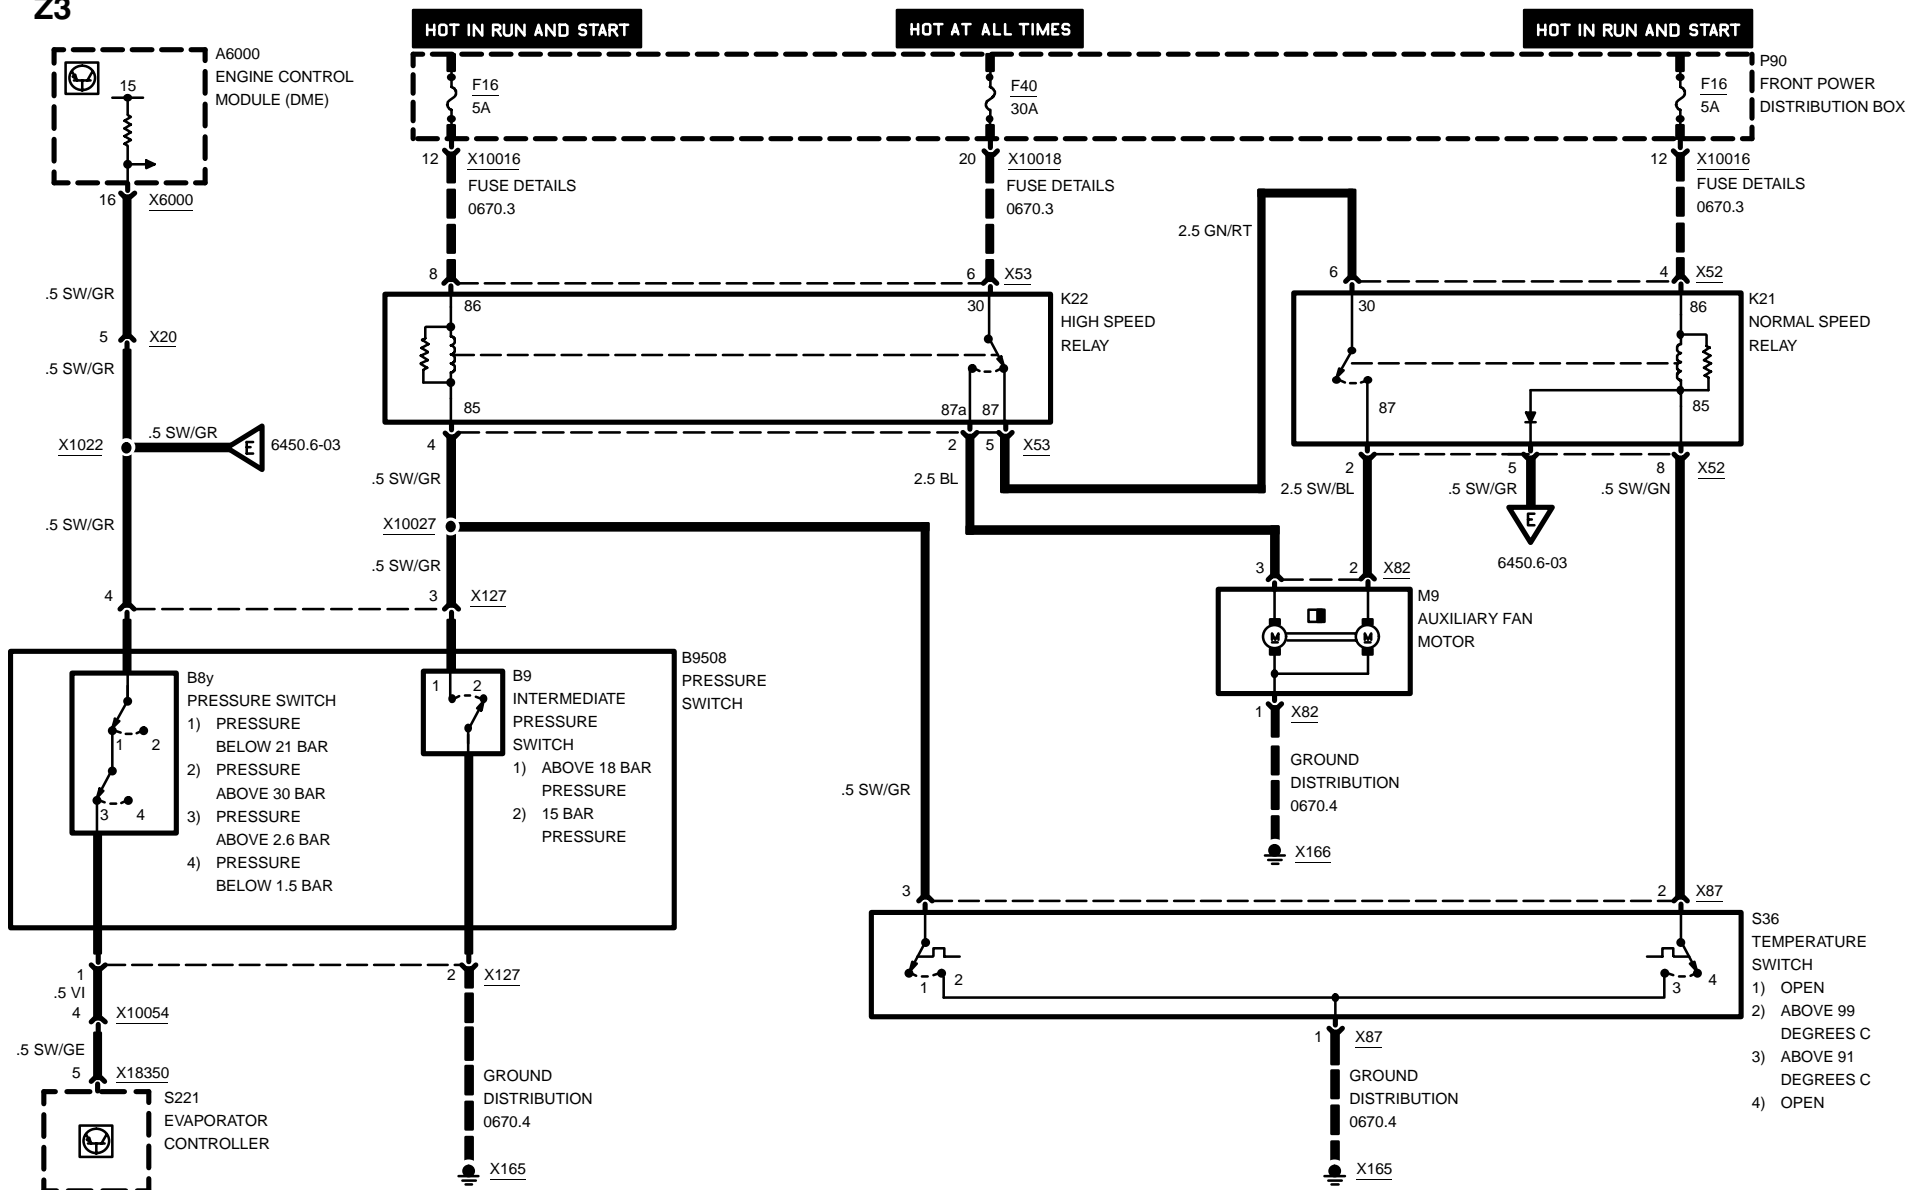 Z3
HOT IN RUN AND START
HOT AT ALL TIMES
HOT IN RUN AND START
A6000
ENGINE CONTROL
MODULE (DME)
15
F16
5A
F40
30A
F16
5A
P90
FRONT POWER
DISTRIBUTION BOX
12 X10016
FUSE DETAILS
0670.3
20 X10018
FUSE DETAILS
0670.3
12 X10016
FUSE DETAILS
0670.3
16 X6000
2.5 GN/RT
.5 SW/GR
5 X20
.5 SW/GR
8
6 X53
6
4 X52
86
30
K22
HIGH SPEED
RELAY
85
87a 87
30
86
K21
NORMAL SPEED
RELAY
87
85
X1022
.5 SW/GR
E
6450.6-03
4
2 5 X53
.5 SW/GR
2.5 BL
2
5
8 X52
2.5 SW/BL
.5 SW/GR
.5 SW/GN
E
6450.6-03
.5 SW/GR
X10027
.5 SW/GR
4
3 X127
3
2 X82
M
M
M9
AUXILIARY FAN
MOTOR
1 X82
GROUND
DISTRIBUTION
0670.4
X166
B9508
PRESSURE
SWITCH
B8y
PRESSURE SWITCH
1) PRESSURE
BELOW 21 BAR
2) PRESSURE
ABOVE 30 BAR
3) PRESSURE
ABOVE 2.6 BAR
4) PRESSURE
BELOW 1.5 BAR
1 2
3 4
1 2
B9
INTERMEDIATE
PRESSURE
SWITCH
1) ABOVE 18 BAR
PRESSURE
2) 15 BAR
PRESSURE
.5 SW/GR
3
2 X87
1 2
3 4
S36
TEMPERATURE
SWITCH
1) OPEN
2) ABOVE 99
DEGREES C
3) ABOVE 91
DEGREES C
4) OPEN
1
.5 VI
4 X10054
.5 SW/GE
5 X18350
S221
EVAPORATOR
CONTROLLER
2 X127
GROUND
DISTRIBUTION
0670.4
X165
1 X87
GROUND
DISTRIBUTION
0670.4
X165